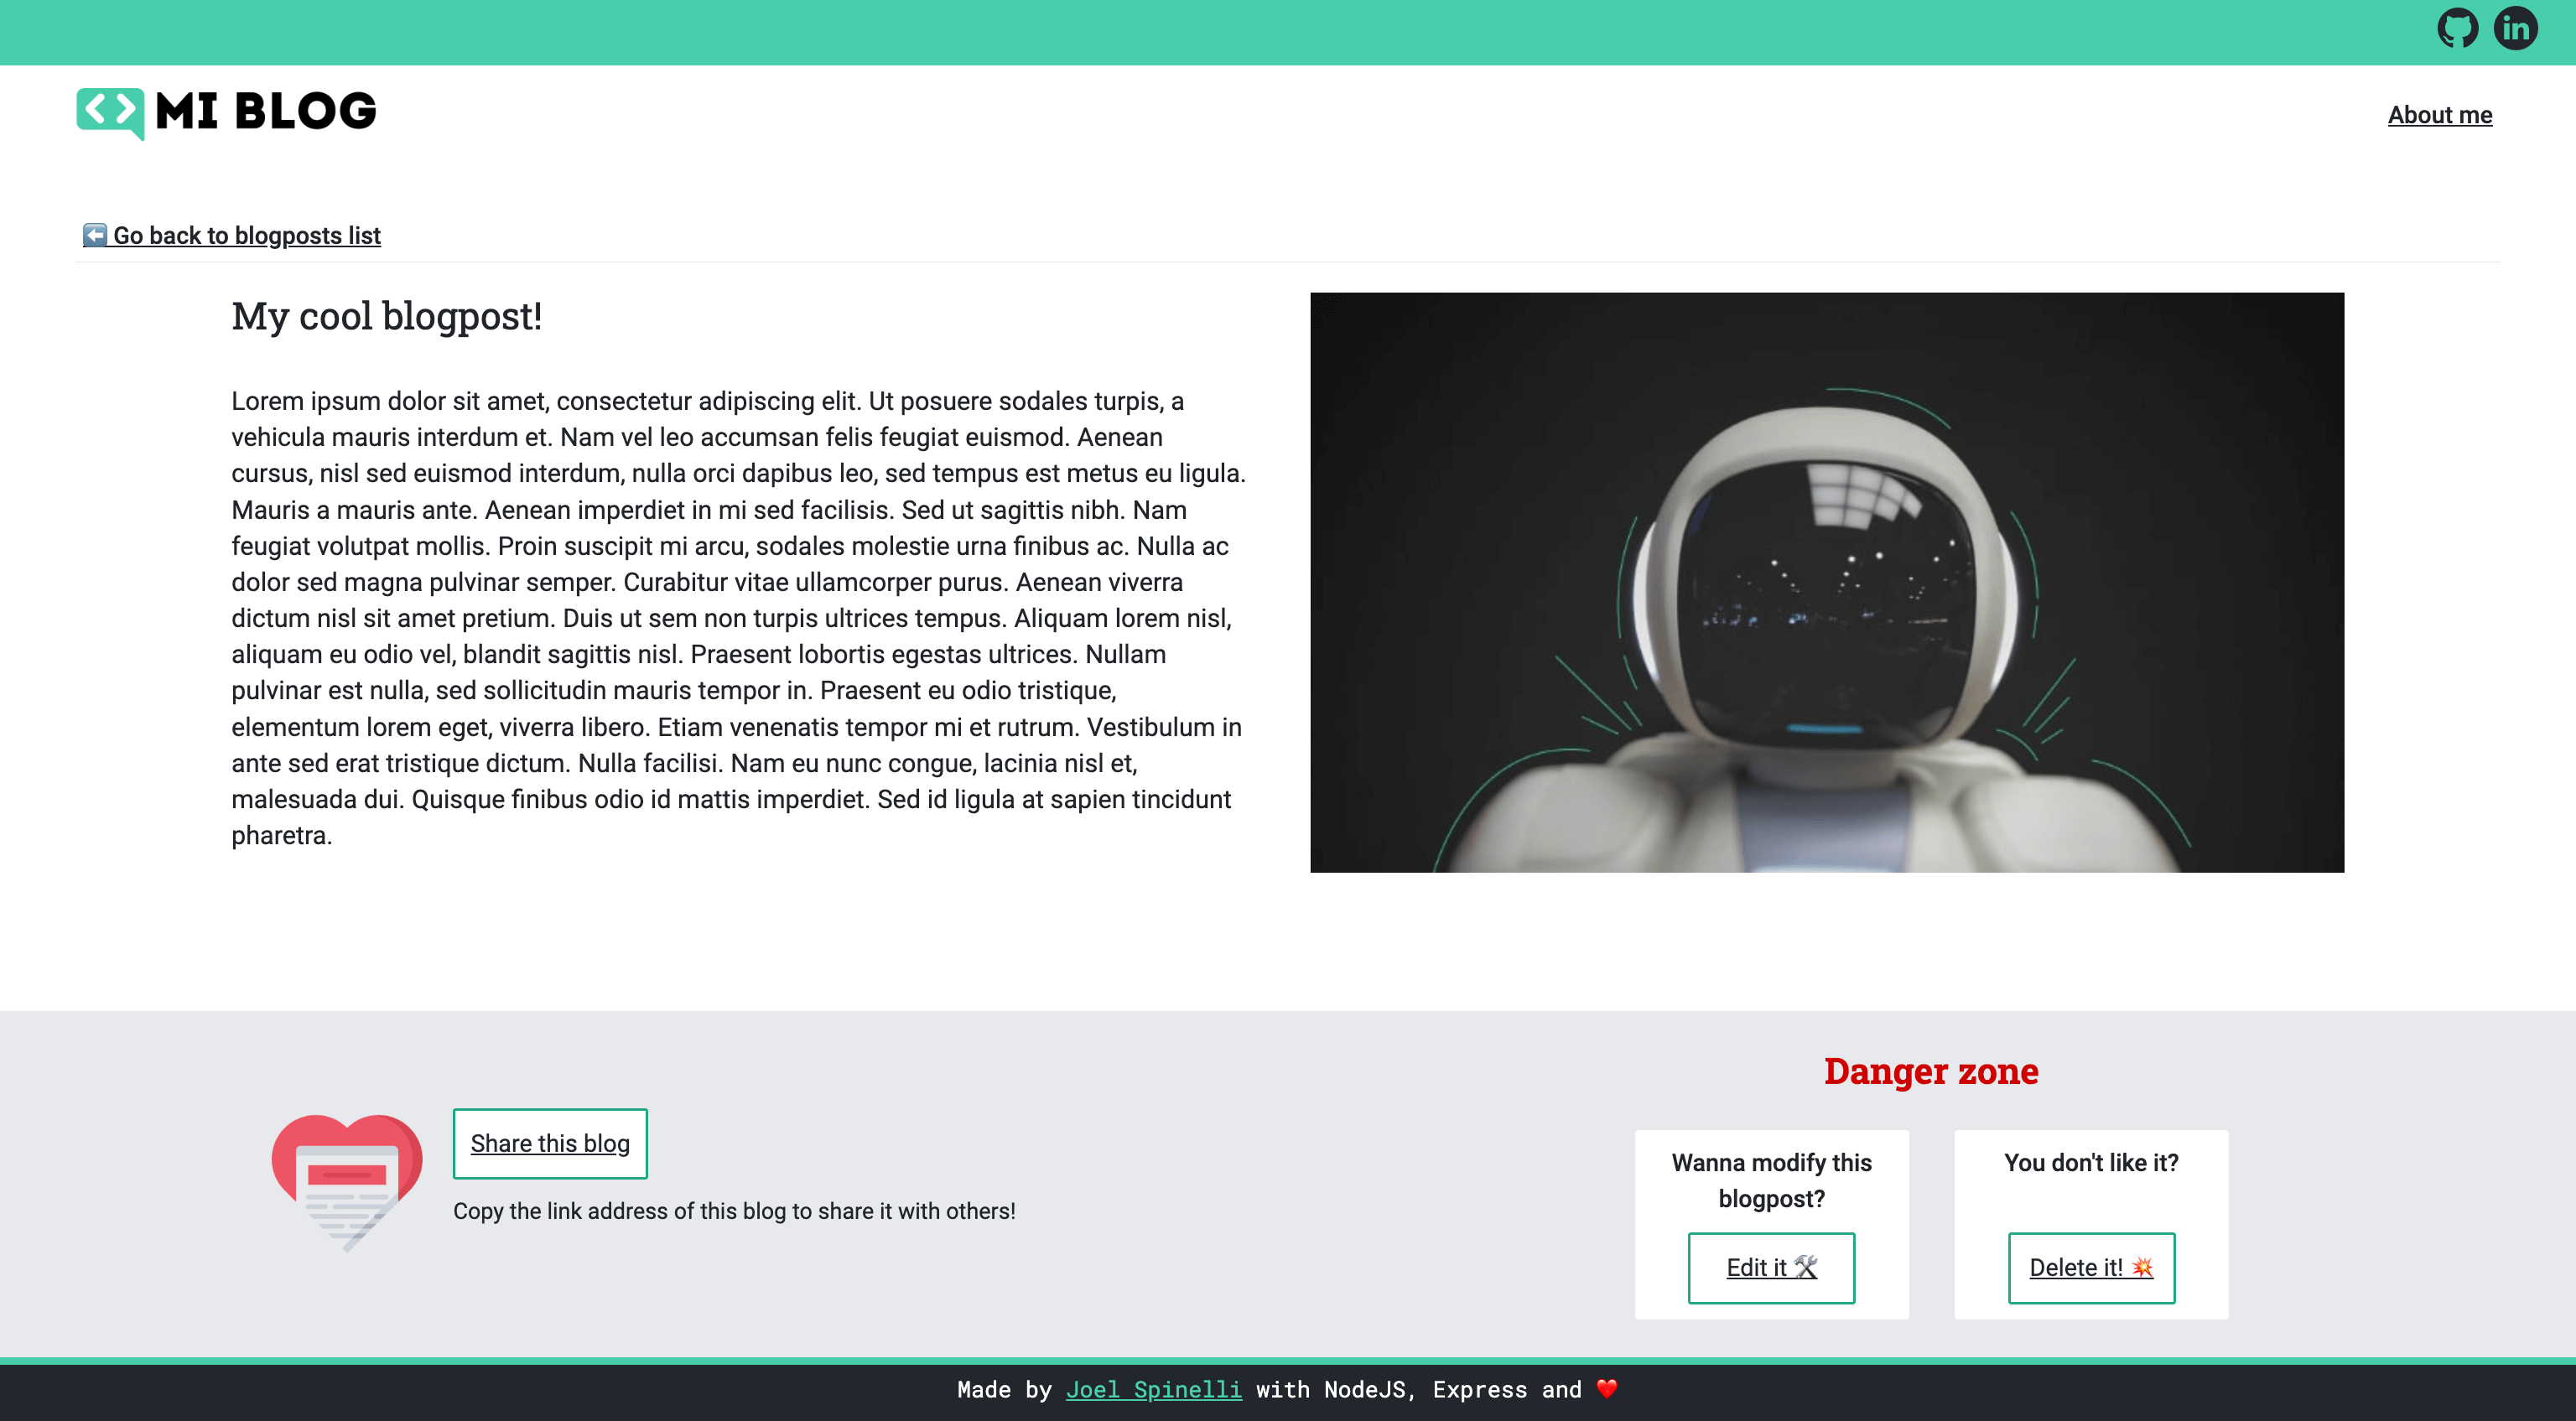 in
MI BLOG
About me
Go back to blogposts list
My cool blogpost!
Lorem ipsum dolor sit amet, consectetur adipiscing elit. Ut posuere sodales turpis, a
vehicula mauris interdum et. Nam vel leo accumsan felis feugiat euismod. Aenean
cursus, nisl sed euismod interdum, nulla orci dapibus leo, sed tempus est metus eu ligula.
Mauris a mauris ante. Aenean imperdiet in mi sed facilisis. Sed ut sagittis nibh. Nam
feugiat volutpat mollis. Proin suscipit mi arcu, sodales molestie urna finibus ac. Nulla ac
dolor sed magna pulvinar semper. Curabitur vitae ullamcorper purus. Aenean viverra
dictum nisl sit amet pretium. Duis ut sem non turpis ultrices tempus. Aliquam lorem nisl,
aliquam eu odio vel, blandit sagittis nisl. Praesent lobortis egestas ultrices. Nullam
pulvinar est nulla, sed sollicitudin mauris tempor in. Praesent eu odio tristique,
elementum lorem eget, viverra libero. Etiam venenatis tempor mi et rutrum. Vestibulum in
ante sed erat tristique dictum. Nulla facilisi. Nam eu nunc congue, lacinia nisl et,
malesuada dui. Quisque finibus odio id mattis imperdiet. Sed id ligula at sapien tincidunt
pharetra.
Share this blog
Copy the link address of this blog to share it with others!
Danger zone
Wanna modify this
blogpost?
Edit it 🛠️
You don't like it?
Delete it! 💥
Made by Joel Spinelli with NodeJS, Express and ❤️